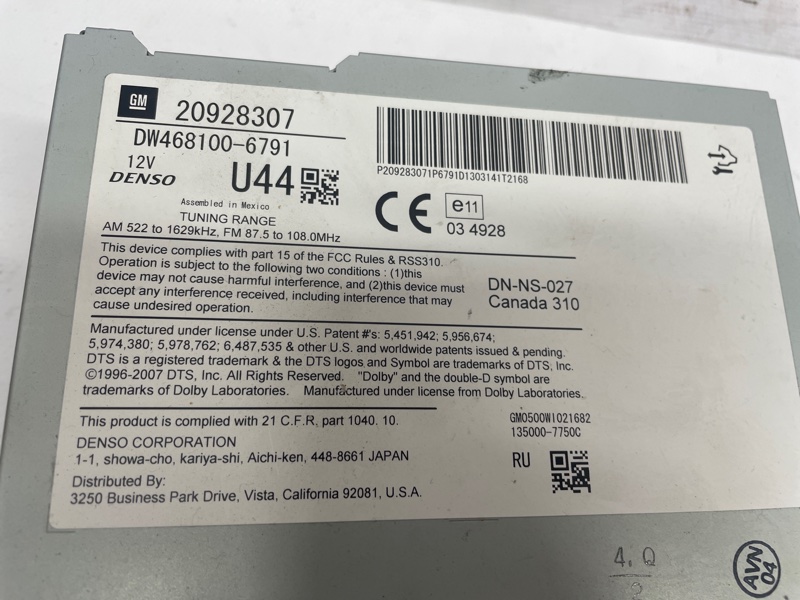 GM
20928307
DW468100-6791
12V
DENSO
U44
Assembled in Mexico
TUNING RANGE
AM 522 to 1629kHz, FM 87.5 to 108.0MHz
P209283071P6791D1303141T2168
CE
e11
03 4928
This device complies with part 15 of the FCC Rules & RSS310.
Operation is subject to the following two conditions : (1)this
device may not cause harmful interference, and (2)this device must
accept any interference received, including interference that may
cause undesired operation.
DN-NS-027
Canada 310
Manufactured under license under U.S. Patent #'s: 5,451,942; 5,956,674;
5,974,380; 5,978,762; 6,487,535 & other U.S. and worldwide patents issued & pending.
DTS is a registered trademark & the DTS logos and Symbol are trademarks of DTS, Inc.
©1996-2007 DTS, Inc. All Rights Reserved. "Dolby" and the double-D symbol are
trademarks of Dolby Laboratories. Manufactured under license from Dolby Laboratories.
This product is complied with 21 C.F.R, part 1040. 10.
DENSO CORPORATION
1-1, showa-cho, kariya-shi, Aichi-ken, 448-8661 JAPAN
Distributed By:
3250 Business Park Drive, Vista, California 92081, U.S.A.
GM0500WI021682
135000-7750C
RU
4.0
AVN
04